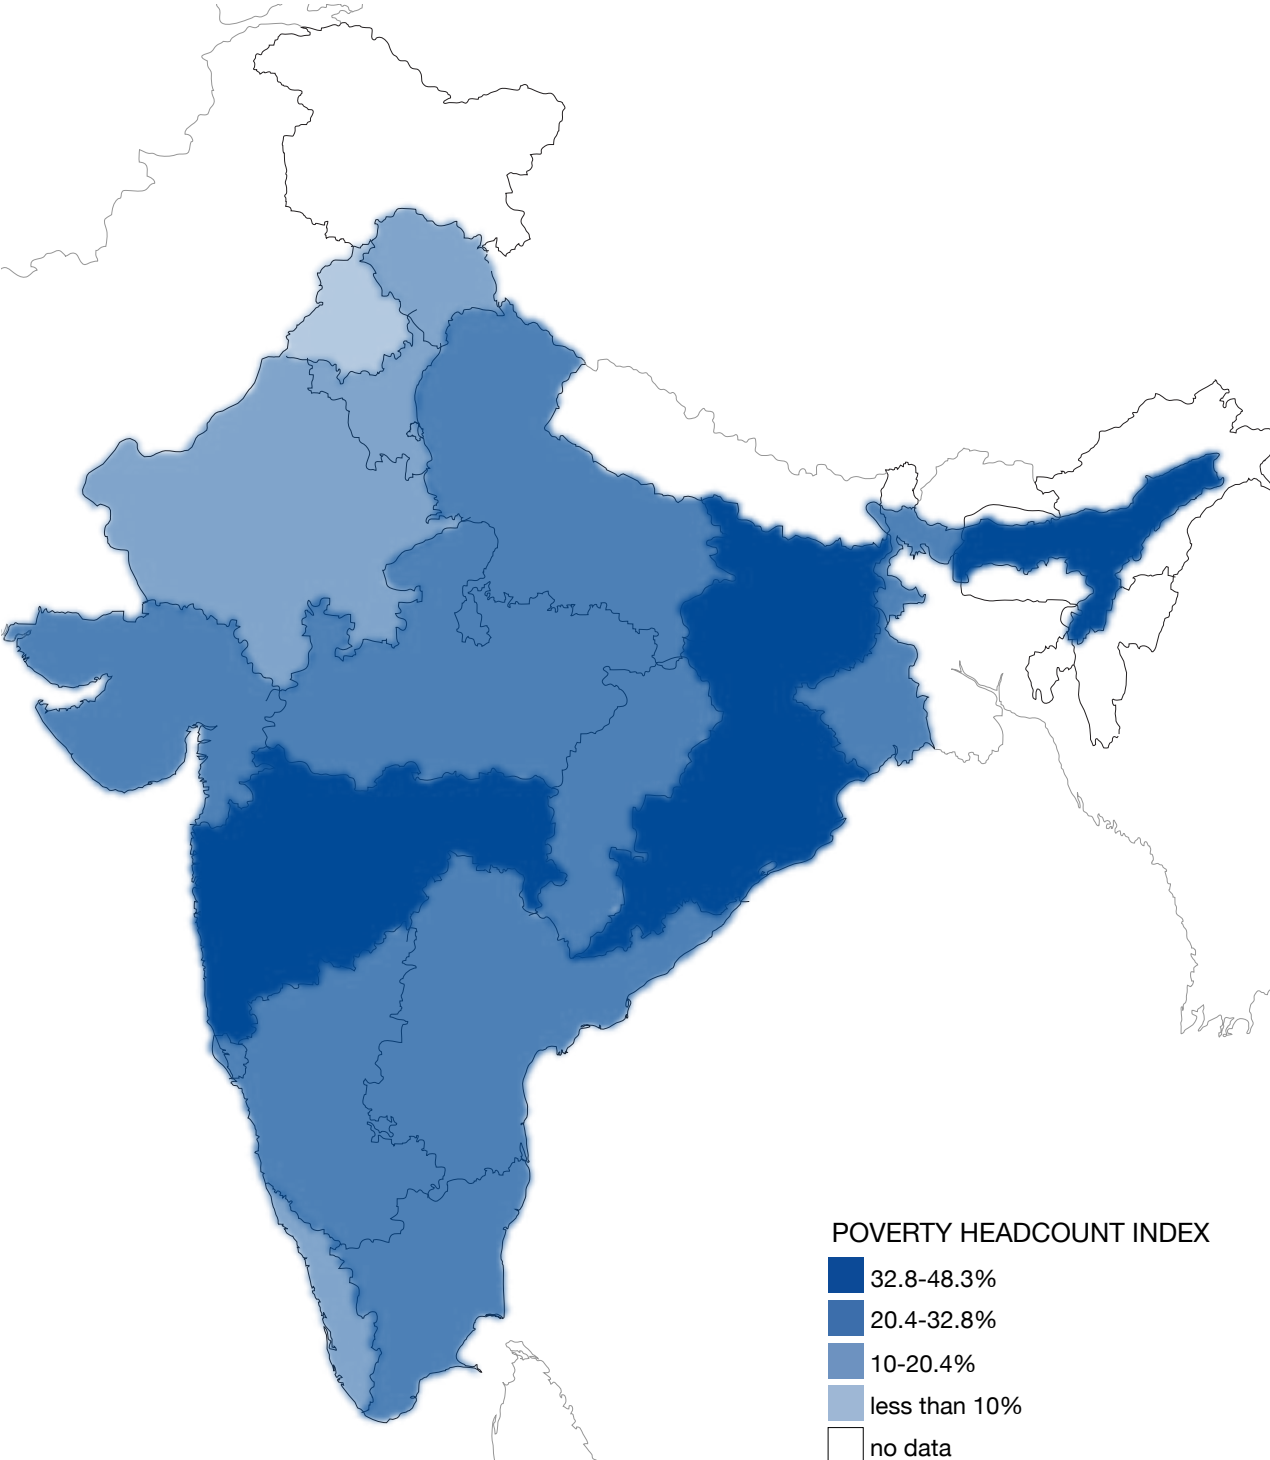 POVERTY HEADCOUNT INDEX
32.8-48.3%
20.4-32.8%
10-20.4%
less than 10%
no data